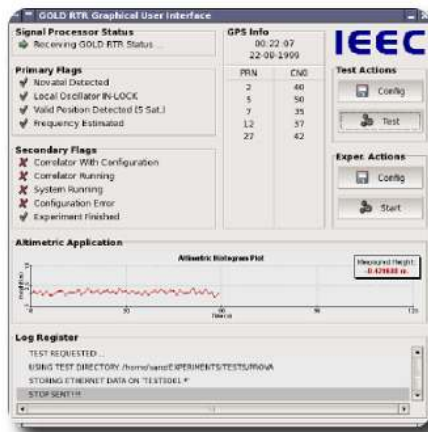 GOLD RTR Graphical User Interface
Signal Processor Status
Receiving GOLD RTR Status ...
Primary Flags
Novatel Detected
Local Oscillator IN-LOCK
Valid Position Detected (5 Sat.)
Frequency Estimated
Secondary Flags
Correlator With Configuration
Correlator Running
System Running
Configuration Error
Experiment Finished
GPS Info
00:22:07
22-08-1999
PRN CN0
2 40
5 50
7 35
12 37
27 42
IEEC
Test Actions
Config
Test
Exper. Actions
Config
Start
Altimetric Application
Altimetric Histogram Plot
Measured Height:
Log Register
TEST REQUESTED ...
STORING ETHERNET DATA ON
STOP SENT!!!